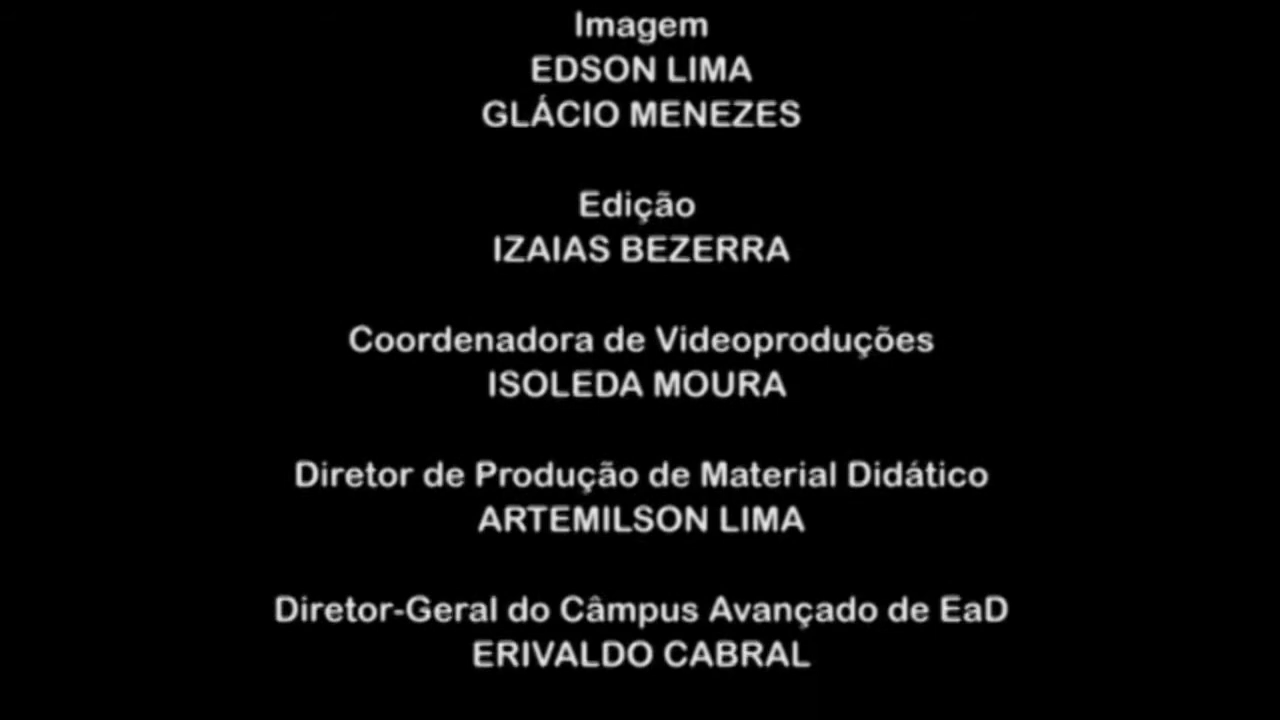 Imagem
EDSON LIMA
GLÁCIO MENEZES
Edição
IZAIAS BEZERRA
Coordenadora de Videoproduções
ISOLEDA MOURA
Diretor de Produção de Material Didático
ARTEMILSON LIMA
Diretor-Geral do Câmpus Avançado de EaD
ERIVALDO CABRAL